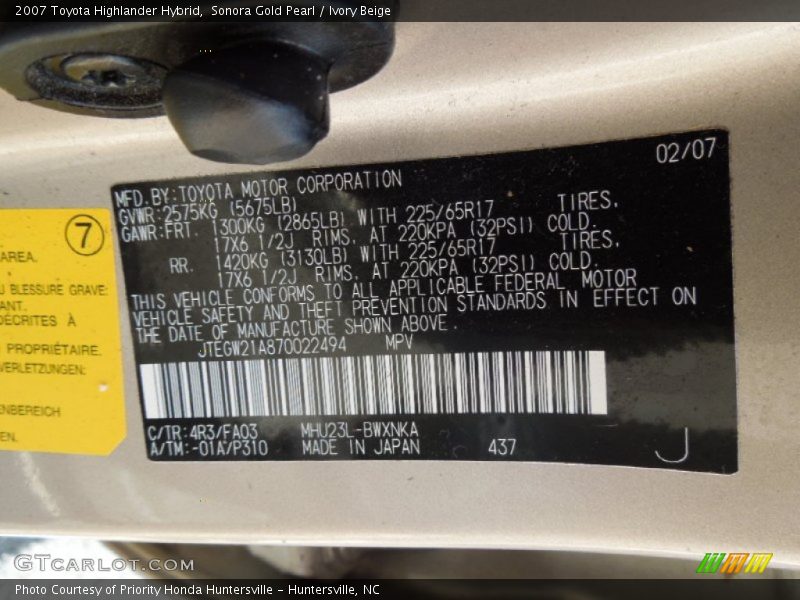 2007 Toyota Highlander Hybrid, Sonora Gold Pearl / Ivory Beige
02/07
MFD.BY:TOYOTA MOTOR CORPORATION
GVWR:2575KG (5675LB)
GAWR:FRT. 1300KG (2865LB) WITH 225/65R17 TIRES,
17X6 1/2J RIMS, AT 220KPA (32PSI) COLD.
RR. 1420KG (3130LB) WITH 225/65R17 TIRES,
17X6 1/2J RIMS, AT 220KPA (32PSI) COLD.
THIS VEHICLE CONFORMS TO ALL APPLICABLE FEDERAL MOTOR
VEHICLE SAFETY AND THEFT PREVENTION STANDARDS IN EFFECT ON
THE DATE OF MANUFACTURE SHOWN ABOVE.
JTEGW21A870022494 MPV
C/TR:4R3/FA03 MHU23L-BWXNKA
A/TM:-01A/P310 MADE IN JAPAN 437 J
7
AREA.
BLESSURE GRAVE:
ANT.
DÉCRITES À
PROPRIÉTAIRE.
VERLETZUNGEN:
NBEREICH
EN.
GTCARLOT.COM
Photo Courtesy of Priority Honda Huntersville - Huntersville, NC